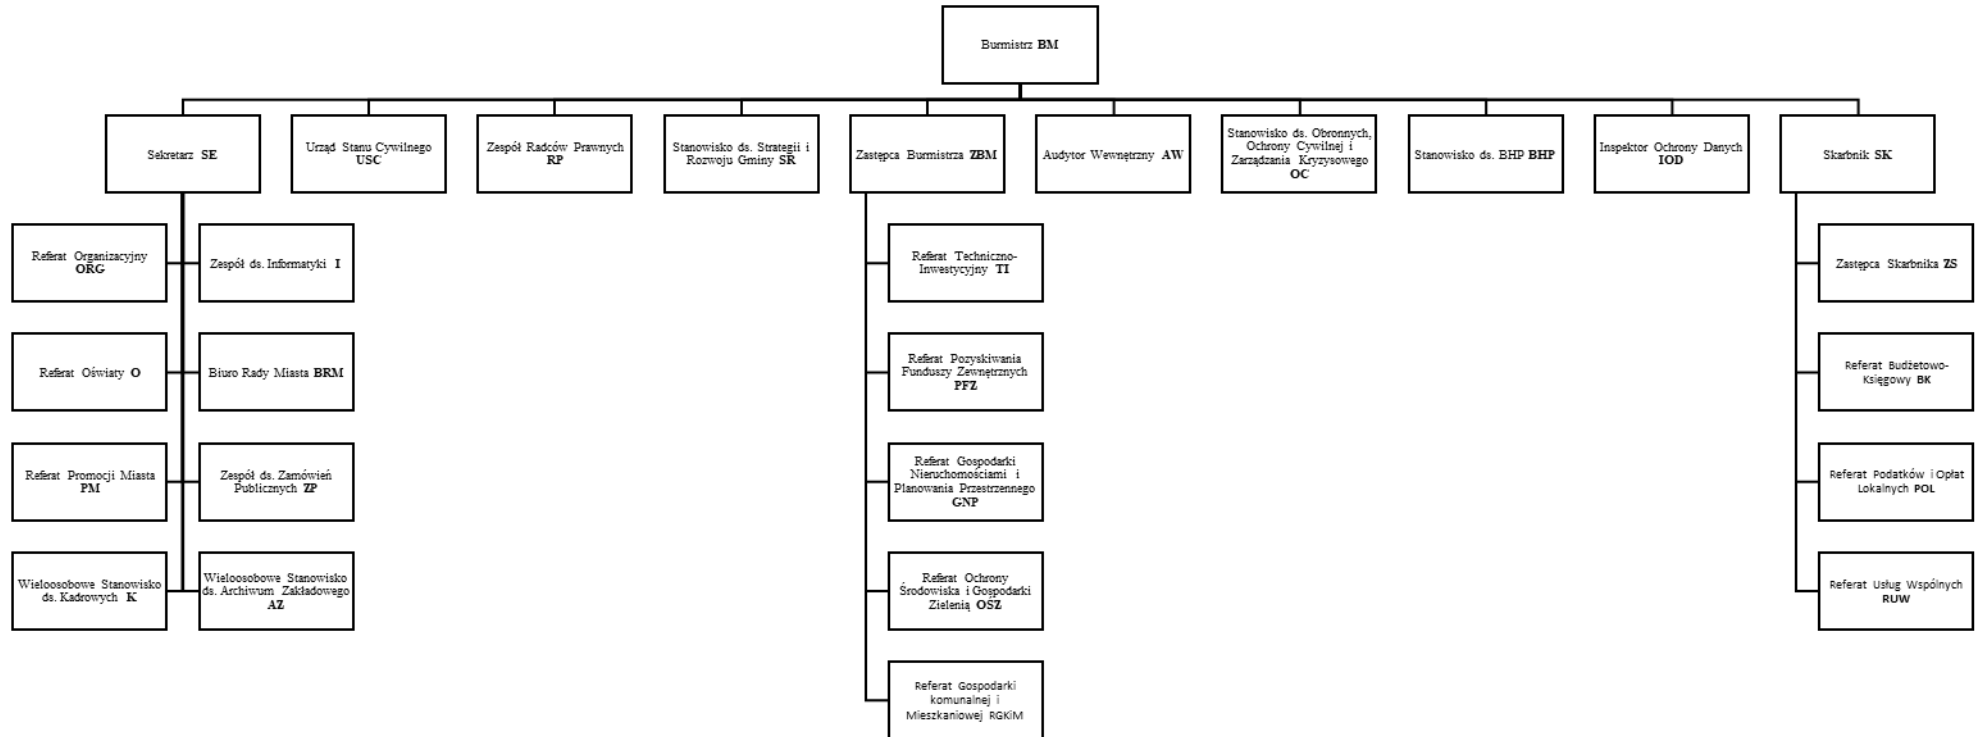 Burmistrz BM
Sekretarz SE
Urząd Stanu Cywilnego
USC
Zespół Radców Prawnych
RP
Stanowisko ds. Strategii i
Rozwoju Gminy SR
Zastępca Burmistrza ZBM
Audytor Wewnętrzny AW
Stanowisko ds. Obronnych,
Ochrony Cywilnej i
Zarządzania Kryzysowego
OC
Stanowisko ds. BHP BHP
Inspektor Ochrony Danych
IOD
Skarbnik SK
Referat Organizacyjny
ORG
Zespół ds. Informatyki I
Referat Techniczno-
Inwestycyjny TI
Zastępca Skarbnika ZS
Referat Oświaty O
Biuro Rady Miasta BRM
Referat Pozyskiwania
Funduszy Zewnętrznych
PFZ
Referat Budżetowo-
Księgowy BK
Referat Promocji Miasta
PM
Zespół ds. Zamówień
Publicznych ZP
Referat Gospodarki
Nieruchomościami i
Planowania Przestrzennego
GNP
Referat Podatków i Opłat
Lokalnych POL
Wieloosobowe Stanowisko
ds. Kadrowych K
Wieloosobowe Stanowisko
ds. Archiwum Zakładowego
AZ
Referat Ochrony
Środowiska i Gospodarki
Zielenią OŚZ
Referat Usług Wspólnych
RUW
Referat Gospodarki
komunalnej i
Mieszkaniowej RGKiM